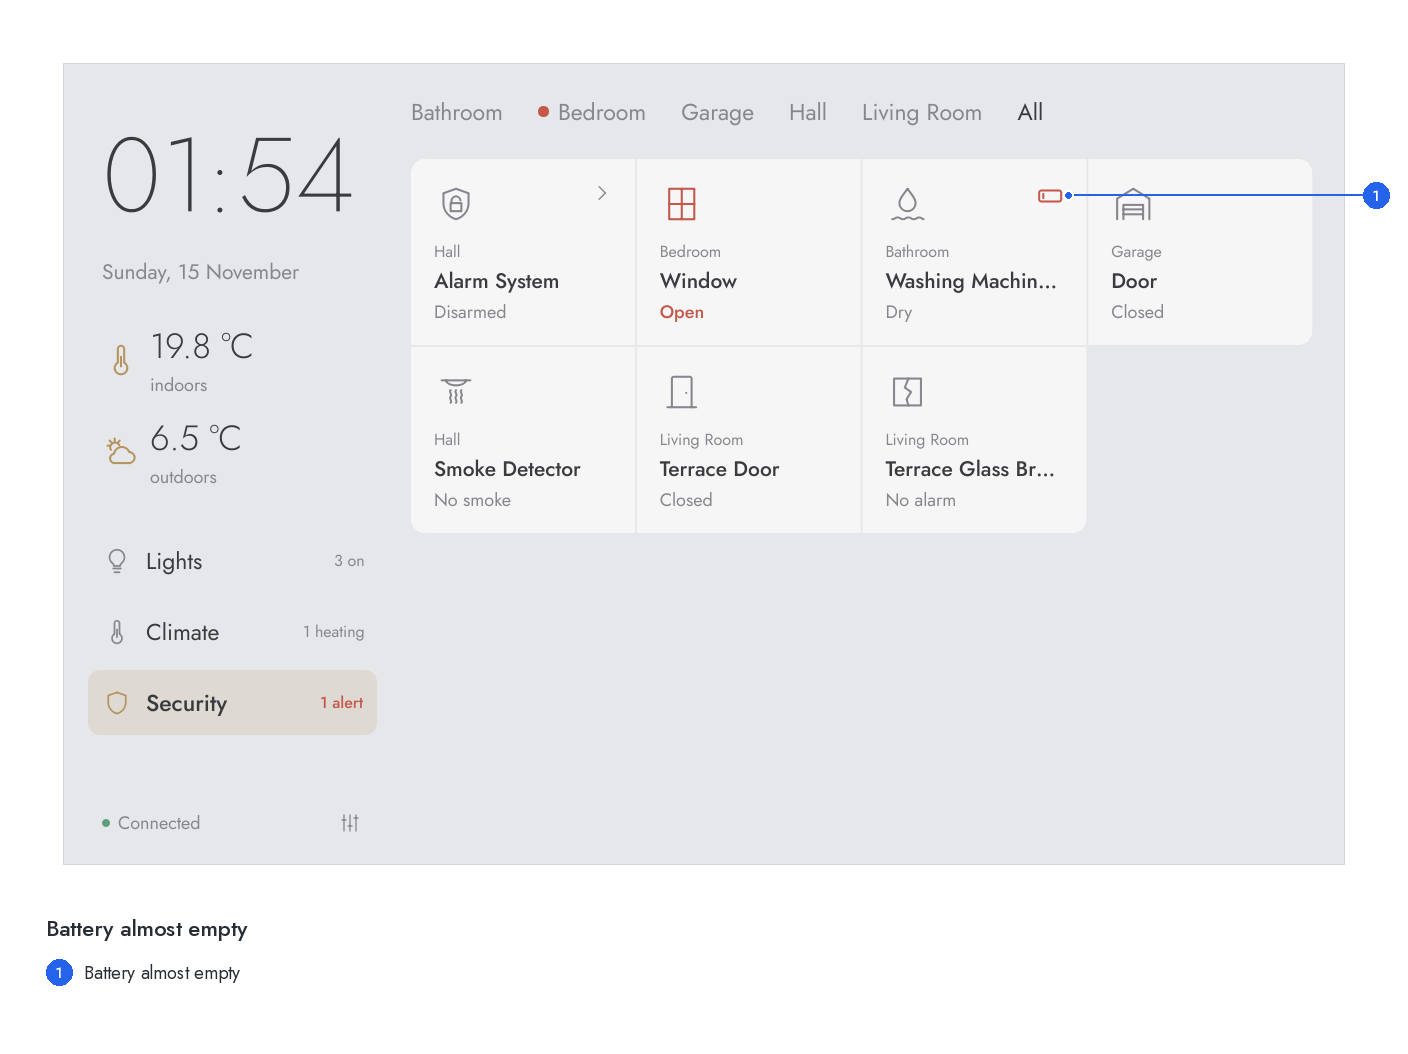 01:54
Sunday, 15 November
19.8 °C
indoors
6.5 °C
outdoors
Lights 3 on
Climate 1 heating
Security 1 alert
Connected
Bathroom Bedroom Garage Hall Living Room All
Hall
Alarm System
Disarmed
Bedroom
Window
Open
Bathroom
Washing Machin...
Dry
Garage
Door
Closed
Hall
Smoke Detector
No smoke
Living Room
Terrace Door
Closed
Living Room
Terrace Glass Br...
No alarm
1
Battery almost empty
1 Battery almost empty